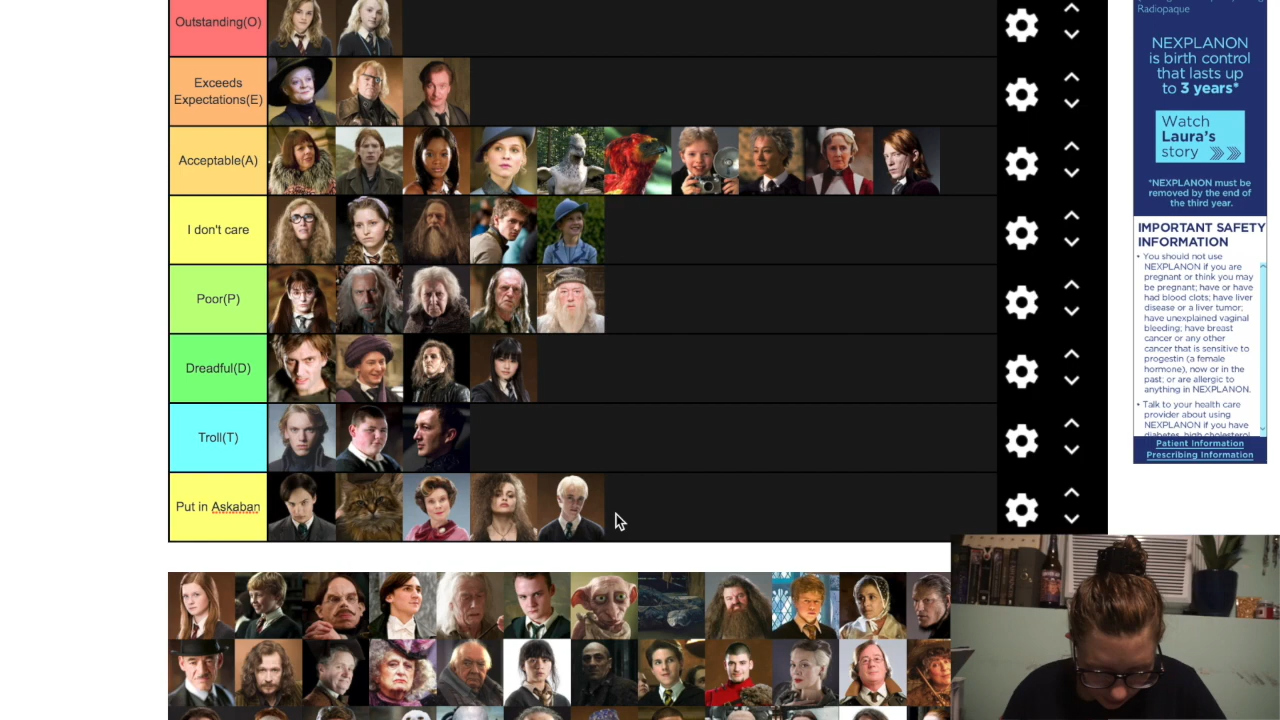 Outstanding(O)
Exceeds
Expectations(E)
Acceptable(A)
I don't care
Poor(P)
Dreadful(D)
Troll(T)
Put in Askaban
Radiopaque
NEXPLANON
is birth control
that lasts up
to 3 years*
Watch
Laura's
story
*NEXPLANON must be
removed by the end of
the third year.
IMPORTANT SAFETY
INFORMATION
• You should not use
NEXPLANON if you are
pregnant or think you may
be pregnant; have or have
had blood clots; have liver
disease or a liver tumor;
have unexplained vaginal
bleeding; have breast
cancer or any other
cancer that is sensitive to
progestin (a female
hormone), now or in the
past; or are allergic to
anything in NEXPLANON.
• Talk to your health care
provider about using
NEXPLANON if you have
diabetes, high cholesterol
Patient Information
Prescribing Information